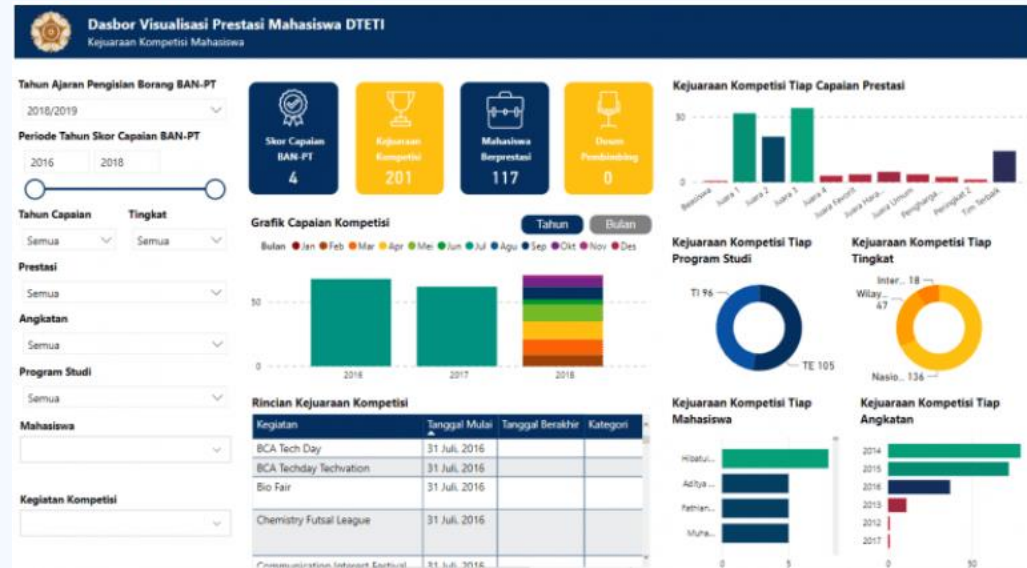 Dasbor Visualisasi Prestasi Mahasiswa DTETI
Kejuaraan Kompetisi Mahasiswa
Tahun Ajaran Pengisian Borang BAN-PT
2018/2019
Periode Tahun Skor Capaian BAN-PT
2016 2018
Tahun Capaian Tingkat
Semua Semua
Prestasi
Semua
Angkatan
Semua
Program Studi
Semua
Mahasiswa
Kegiatan Kompetisi
Skor Capaian
BAN-PT
4
Kejuaraan
Kompetisi
201
Mahasiswa
Berprestasi
117
Dosen
Pembimbing
0
Grafik Capaian Kompetisi
Tahun Bulan
Bulan Jan Feb Mar Apr Mei Jun Jul Agu Sep Okt Nov Des
50
0
2016 2017 2018
Rincian Kejuaraan Kompetisi
Kegiatan Tanggal Mulai Tanggal Berakhir Kategori
BCA Tech Day 31 Juli, 2016
BCA Techday Techvation 31 Juli, 2016
Bio Fair 31 Juli, 2016
Chemistry Futsal League 31 Juli, 2016
Communication Interest Festival 31 Juli, 2016
Kejuaraan Kompetisi Tiap Capaian Prestasi
50
0
Beasiswa Juara 1 Juara 2 Juara 3 Juara 4 Juara Favorit Juara Hara... Juara Umum Pengharga... Peringkat 2 Tim Terbaik
Kejuaraan Kompetisi Tiap
Program Studi
TI 96
TE 105
Kejuaraan Kompetisi Tiap
Tingkat
Inter... 18
Wilay...
47
Nasio... 136
Kejuaraan Kompetisi Tiap
Mahasiswa
Hibatul...
Aditya ...
Muha...
0 5
Kejuaraan Kompetisi Tiap
Angkatan
2014
2015
2016
2013
2012
2017
0 50